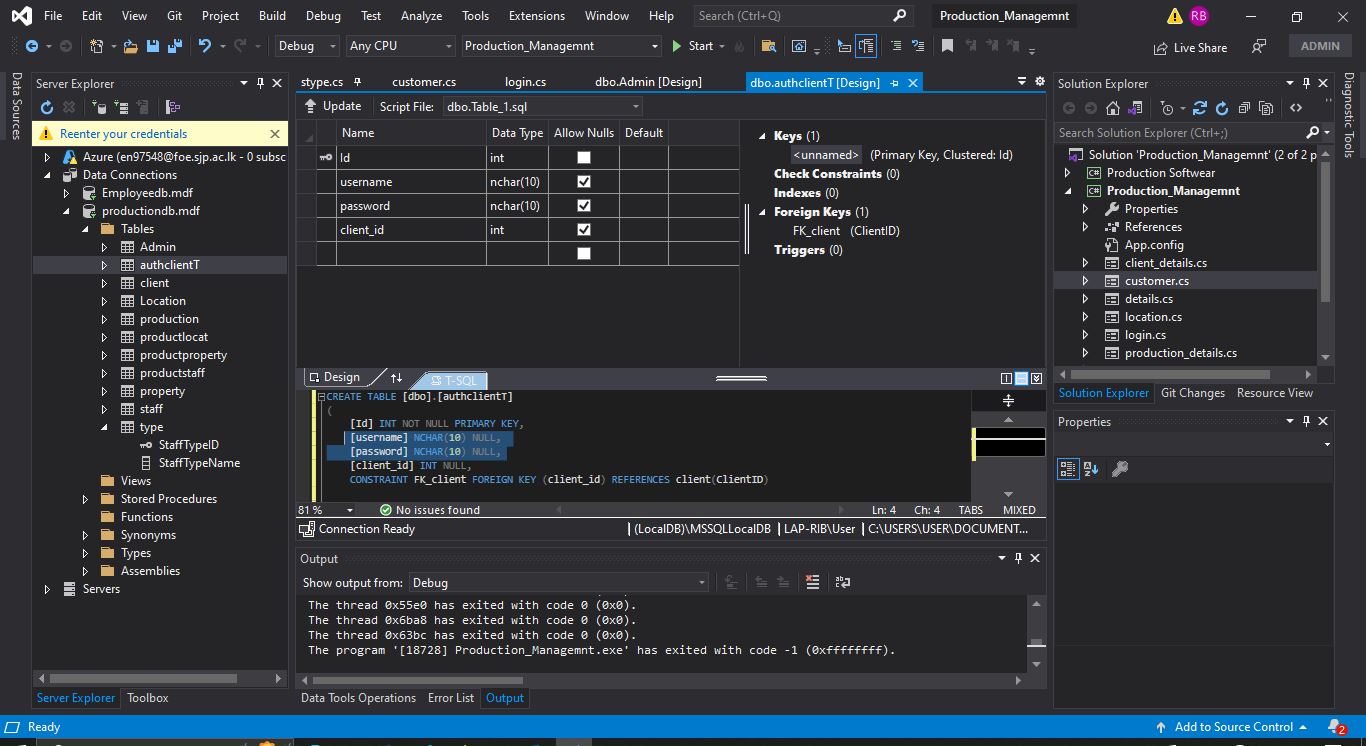 File Edit View Git Project Build Debug Test Analyze Tools Extensions Window Help Search (Ctrl+Q) Production_Managemnt RB
Debug Any CPU Production_Managemnt Start Live Share ADMIN
Data Sources
Server Explorer
Reenter your credentials
Azure (en97548@foe.sjp.ac.lk - 0 subsc
Data Connections
Employeedb.mdf
productiondb.mdf
Tables
Admin
authclientT
client
Location
production
productlocat
productproperty
productstaff
property
staff
type
StaffTypeID
StaffTypeName
Views
Stored Procedures
Functions
Synonyms
Types
Assemblies
Servers
Server Explorer Toolbox
stype.cs customer.cs login.cs dbo.Admin [Design] dbo.authclientT [Design]
Update Script File: dbo.Table_1.sql
Name Data Type Allow Nulls Default
Id int
username nchar(10)
password nchar(10)
client_id int
Keys (1)
<unnamed> (Primary Key, Clustered: Id)
Check Constraints (0)
Indexes (0)
Foreign Keys (1)
FK_client (ClientID)
Triggers (0)
Design T-SQL
CREATE TABLE [dbo].[authclientT]
(
[Id] INT NOT NULL PRIMARY KEY,
[username] NCHAR(10) NULL,
[password] NCHAR(10) NULL,
[client_id] INT NULL,
CONSTRAINT FK_client FOREIGN KEY (client_id) REFERENCES client(ClientID)
81 % No issues found Ln: 4 Ch: 4 TABS MIXED
Connection Ready (LocalDB)\MSSQLLocalDB LAP-RIB\User C:\USERS\USER\DOCUMENT...
Output
Show output from: Debug
The thread 0x55e0 has exited with code 0 (0x0).
The thread 0x6ba8 has exited with code 0 (0x0).
The thread 0x63bc has exited with code 0 (0x0).
The program '[18728] Production_Managemnt.exe' has exited with code -1 (0xffffffff).
Data Tools Operations Error List Output
Solution Explorer
Search Solution Explorer (Ctrl+;)
Solution 'Production_Managemnt' (2 of 2 p
C# Production Softwear
C# Production_Managemnt
Properties
References
App.config
client_details.cs
customer.cs
details.cs
location.cs
login.cs
production_details.cs
Solution Explorer Git Changes Resource View
Properties
Diagnostic Tools
Ready Add to Source Control 2